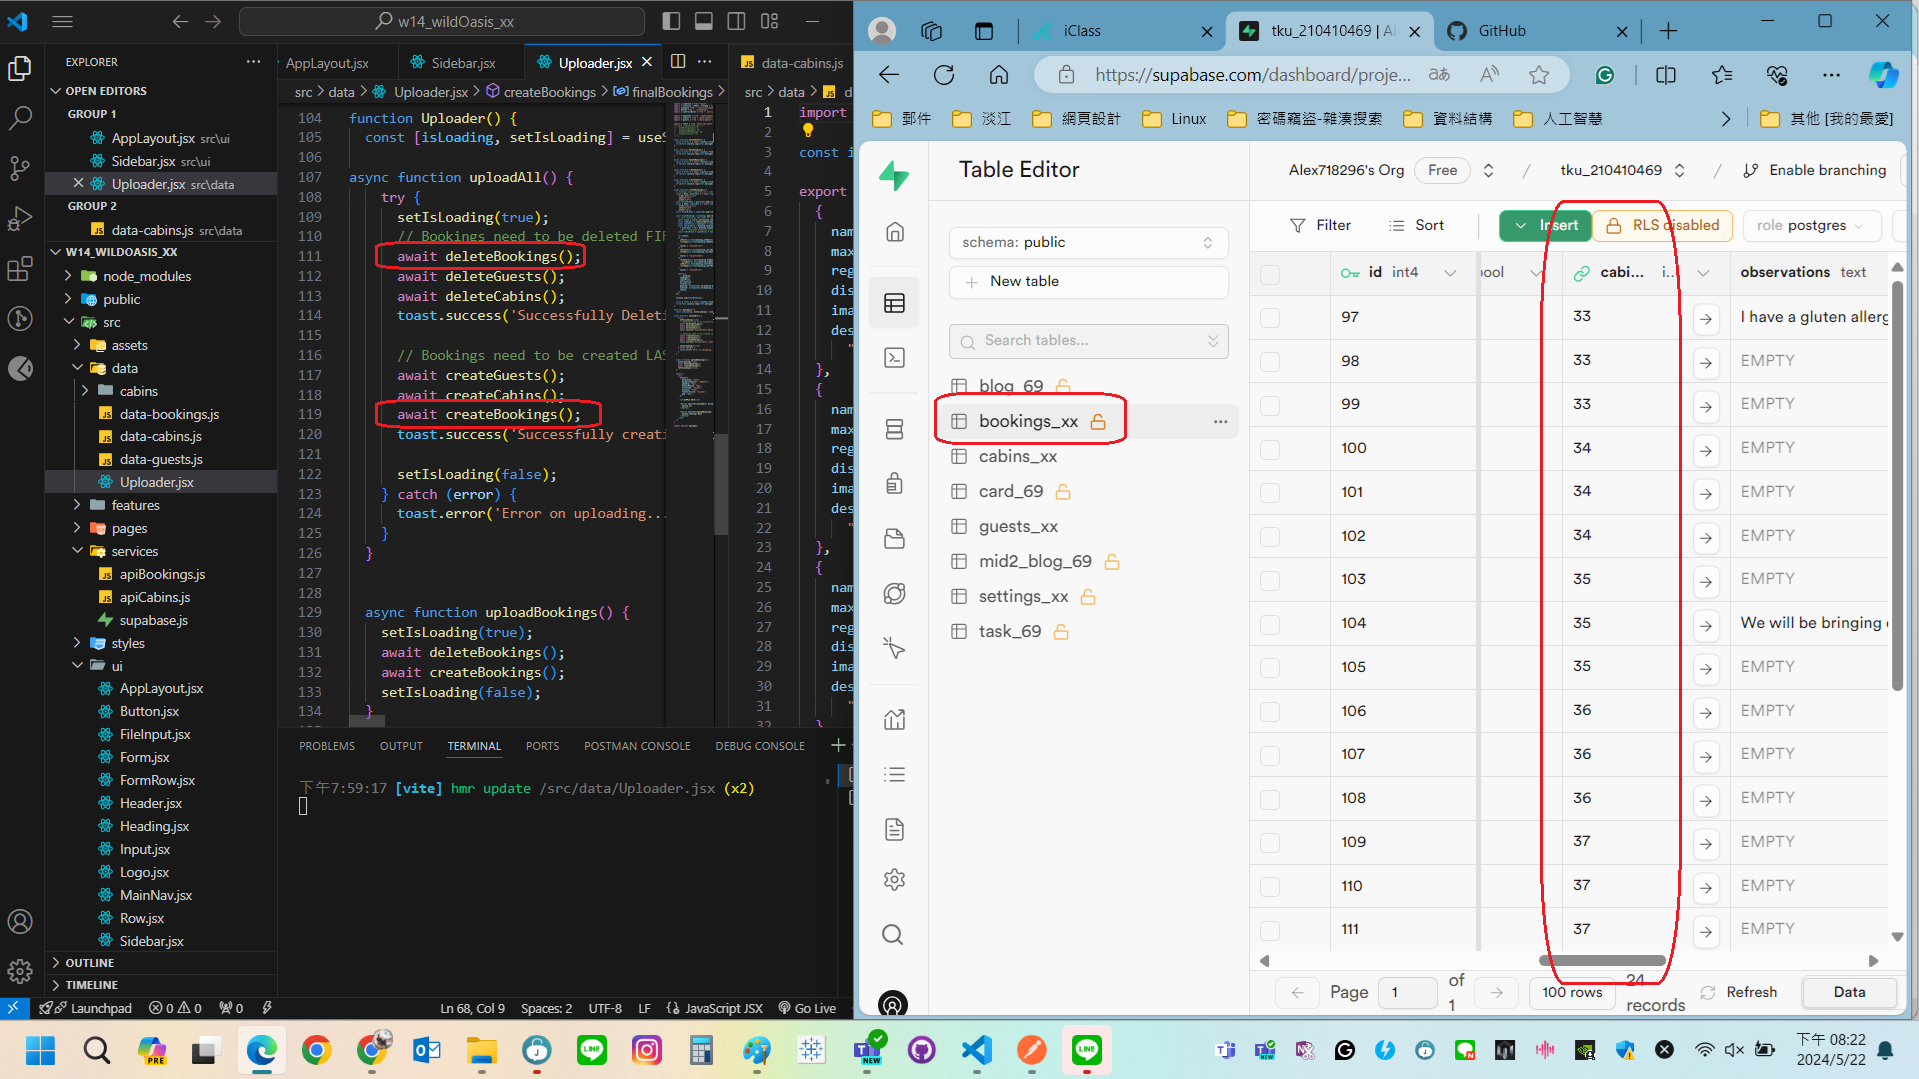 w14_wildOasis_xx
EXPLORER
OPEN EDITORS
GROUP 1
AppLayout.jsx src\ui
Sidebar.jsx src\ui
Uploader.jsx src\data
GROUP 2
data-cabins.js src\data
W14_WILDOASIS_XX
node_modules
public
src
assets
data
cabins
data-bookings.js
data-cabins.js
data-guests.js
Uploader.jsx
features
pages
services
apiBookings.js
apiCabins.js
supabase.js
styles
ui
AppLayout.jsx
Button.jsx
FileInput.jsx
Form.jsx
FormRow.jsx
Header.jsx
Heading.jsx
Input.jsx
Logo.jsx
MainNav.jsx
Row.jsx
Sidebar.jsx
OUTLINE
TIMELINE
AppLayout.jsx
Sidebar.jsx
Uploader.jsx
data-cabins.js
src > data > Uploader.jsx > createBookings > finalBookings
104 function Uploader() {
105 const [isLoading, setIsLoading] = use
106
107 async function uploadAll() {
108 try {
109 setIsLoading(true);
110 // Bookings need to be deleted FI
111 await deleteBookings();
112 await deleteGuests();
113 await deleteCabins();
114 toast.success('Successfully Delet
115
116 // Bookings need to be created LA
117 await createGuests();
118 await createCabins();
119 await createBookings();
120 toast.success('Successfully creati
121
122 setIsLoading(false);
123 } catch (error) {
124 toast.error('Error on uploading...
125 }
126 }
127
128
129 async function uploadBookings() {
130 setIsLoading(true);
131 await deleteBookings();
132 await createBookings();
133 setIsLoading(false);
134 }
src > data >
1 import
2
3 const i
4
5 export
6 {
7 nam
8 max
9 reg
10 dis
11 ima
12 des
13 "
14 },
15 {
16 nam
17 max
18 reg
19 dis
20 ima
21 des
22 "
23 },
24 {
25 nam
26 max
27 reg
28 dis
29 ima
30 des
31 "
32 }
PROBLEMS OUTPUT TERMINAL PORTS POSTMAN CONSOLE DEBUG CONSOLE
下午7:59:17 [vite] hmr update /src/data/Uploader.jsx (x2)
Launchpad 0 0 0
Ln 68, Col 9 Spaces: 2 UTF-8 LF JavaScript JSX Go Live
iClass
tku_210410469 | Al
GitHub
https://supabase.com/dashboard/proje...
郵件 淡江 網頁設計 Linux 密碼竊盜-雜湊搜索 資料結構 人工智慧 其他 [我的最愛]
Table Editor
Alex718296's Org Free / tku_210410469 / Enable branching
schema: public
New table
Search tables...
blog_69
bookings_xx
cabins_xx
card_69
guests_xx
mid2_blog_69
settings_xx
task_69
Filter Sort Insert RLS disabled role postgres
id int4 ool cabi... i... observations text
97 33 I have a gluten allerg
98 33 EMPTY
99 33 EMPTY
100 34 EMPTY
101 34 EMPTY
102 34 EMPTY
103 35 EMPTY
104 35 We will be bringing
105 35 EMPTY
106 36 EMPTY
107 36 EMPTY
108 36 EMPTY
109 37 EMPTY
110 37 EMPTY
111 37 EMPTY
Page 1 of 1 100 rows 24 records Refresh Data
PRE
NEW
下午 08:22
2024/5/22